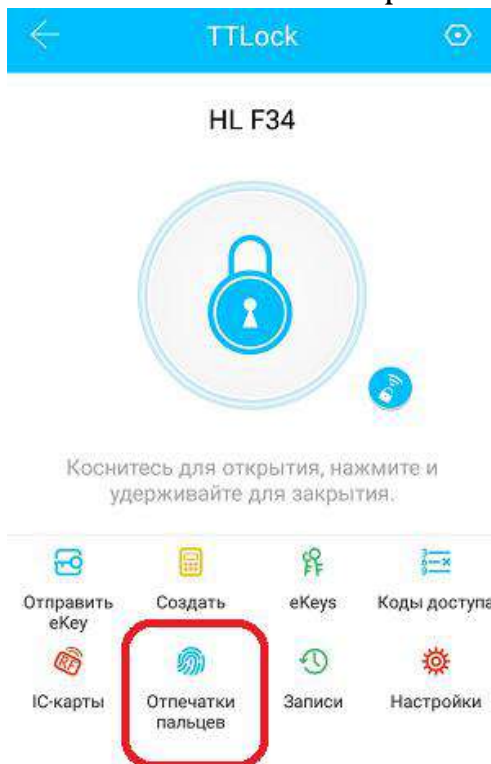 TTLock
HL F34
Коснитесь для открытия, нажмите и
удерживайте для закрытия.
Отправить
eKey
Создать
eKeys
Коды доступа
IC-карты
Отпечатки
пальцев
Записи
Настройки